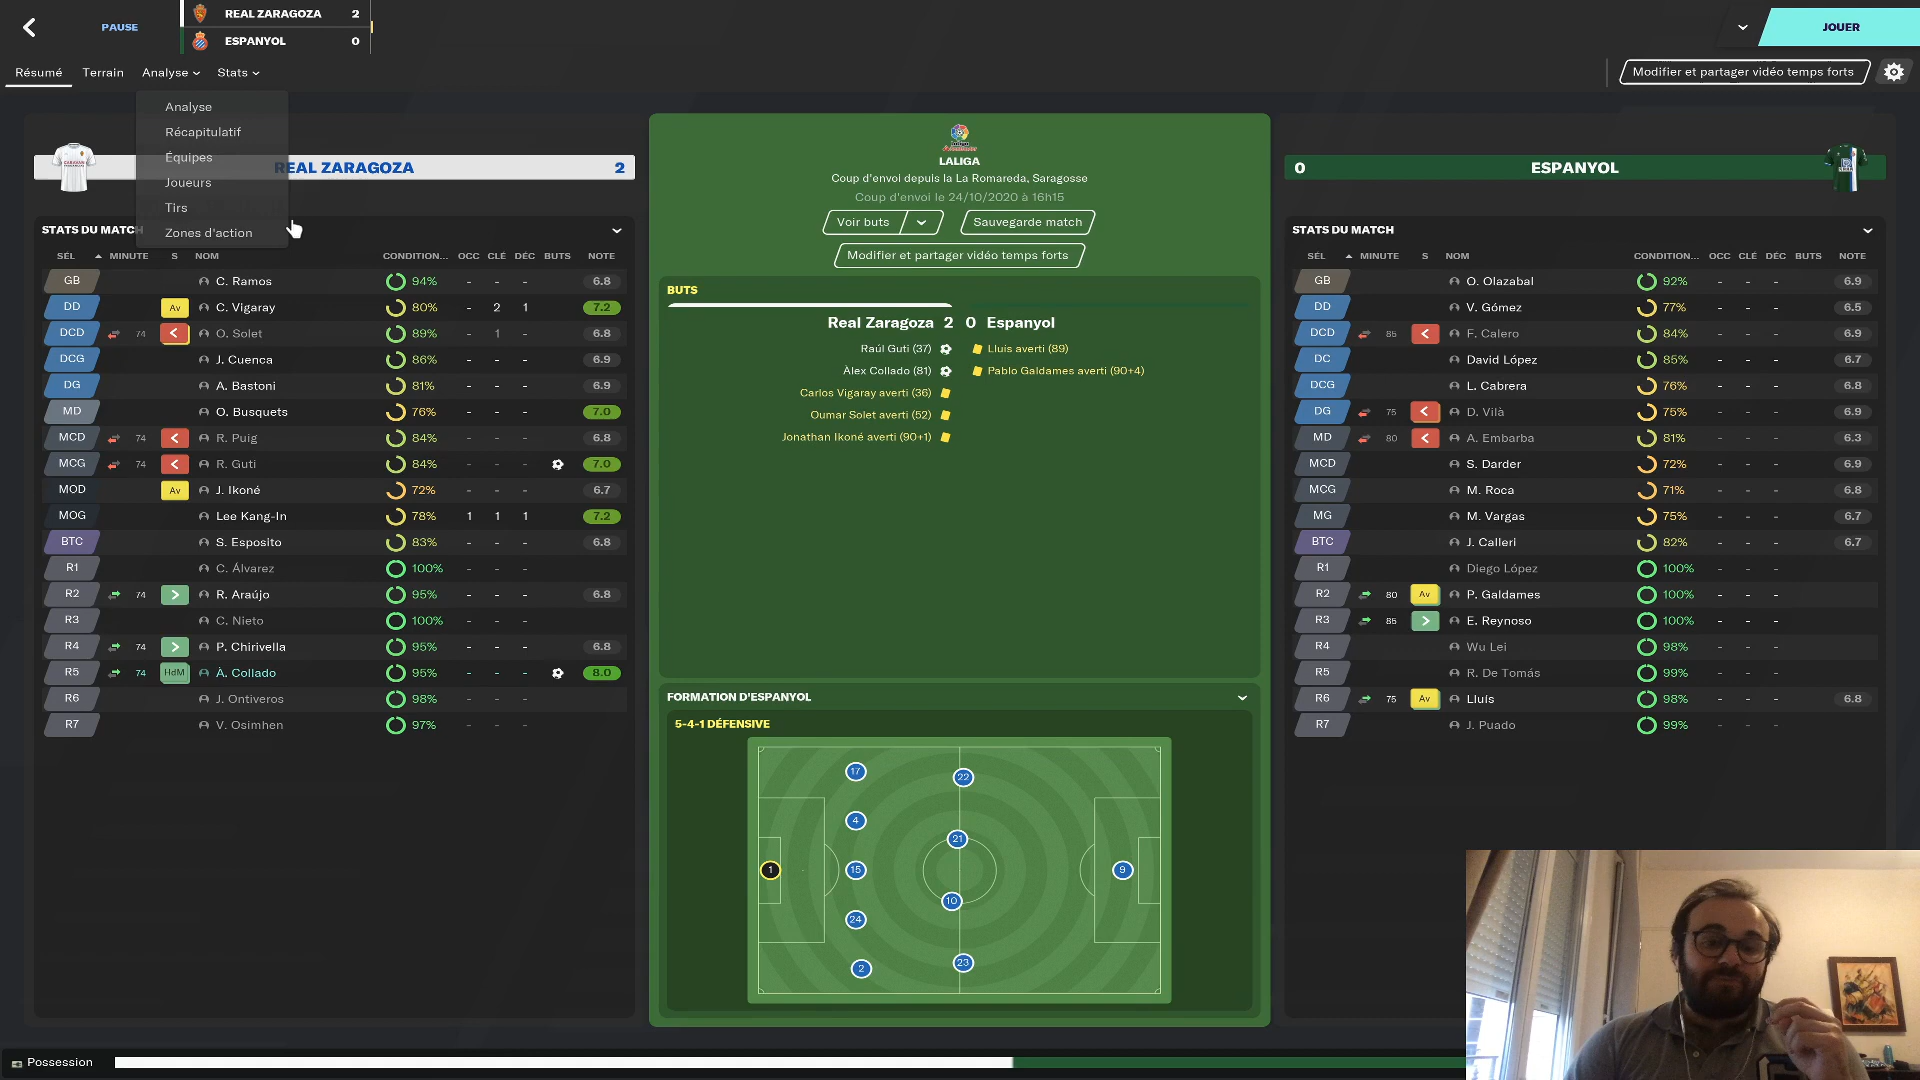 PAUSE
REAL ZARAGOZA 2
ESPANYOL 0
JOUER
Résumé Terrain Analyse Stats
Modifier et partager vidéo temps forts
Analyse
Récapitulatif
Équipes
Joueurs
Tirs
Zones d'action
REAL ZARAGOZA 2
STATS DU MATCH
SÉL MINUTE S NOM CONDITION... OCC CLÉ DÉC BUTS NOTE
GB C. Ramos 94% - - - 6.8
DD Av C. Vigaray 80% - 2 1 7.2
DCD 74 O. Solet 89% - 1 - 6.8
DCG J. Cuenca 86% - - - 6.9
DG A. Bastoni 81% - - - 6.9
MD O. Busquets 76% - - - 7.0
MCD 74 R. Puig 84% - - - 6.8
MCG 74 R. Guti 84% - - - 7.0
MOD Av J. Ikoné 72% - - - 6.7
MOG Lee Kang-In 78% 1 1 1 7.2
BTC S. Esposito 83% - - - 6.8
R1 C. Álvarez 100% - - -
R2 74 R. Araújo 95% - - - 6.8
R3 C. Nieto 100% - - -
R4 74 P. Chirivella 95% - - - 6.8
R5 74 HdM À. Collado 95% - - - 8.0
R6 J. Ontiveros 98% - - -
R7 V. Osimhen 97% - - -
LALIGA
Coup d'envoi depuis la La Romareda, Saragosse
Coup d'envoi le 24/10/2020 à 16h15
Voir buts Sauvegarde match
Modifier et partager vidéo temps forts
BUTS
Real Zaragoza 2 0 Espanyol
Raúl Guti (37) Lluís averti (89)
Àlex Collado (81) Pablo Galdames averti (90+4)
Carlos Vigaray averti (36)
Oumar Solet averti (52)
Jonathan Ikoné averti (90+1)
FORMATION D'ESPANYOL
5-4-1 DÉFENSIVE
17 22
4 21
1 15 9
10
24
2 23
0 ESPANYOL
STATS DU MATCH
SÉL MINUTE S NOM CONDITION... OCC CLÉ DÉC BUTS NOTE
GB O. Olazabal 92% - - - - 6.9
DD V. Gómez 77% - - - 6.5
DCD 85 F. Calero 84% - - - 6.9
DC David López 85% - - - 6.7
DCG L. Cabrera 76% - - - 6.8
DG 75 D. Vilà 75% - - - 6.9
MD 80 A. Embarba 81% - - - 6.3
MCD S. Darder 72% - - - 6.9
MCG M. Roca 71% - - - 6.8
MG M. Vargas 75% - - - 6.7
BTC J. Calleri 82% - - - 6.7
R1 Diego López 100% - - -
R2 80 Av P. Galdames 100% - - -
R3 85 E. Reynoso 100% - - -
R4 Wu Lei 98% - - -
R5 R. De Tomás 99% - - -
R6 75 Av Lluís 98% - - - 6.8
R7 J. Puado 99% - - -
Possession